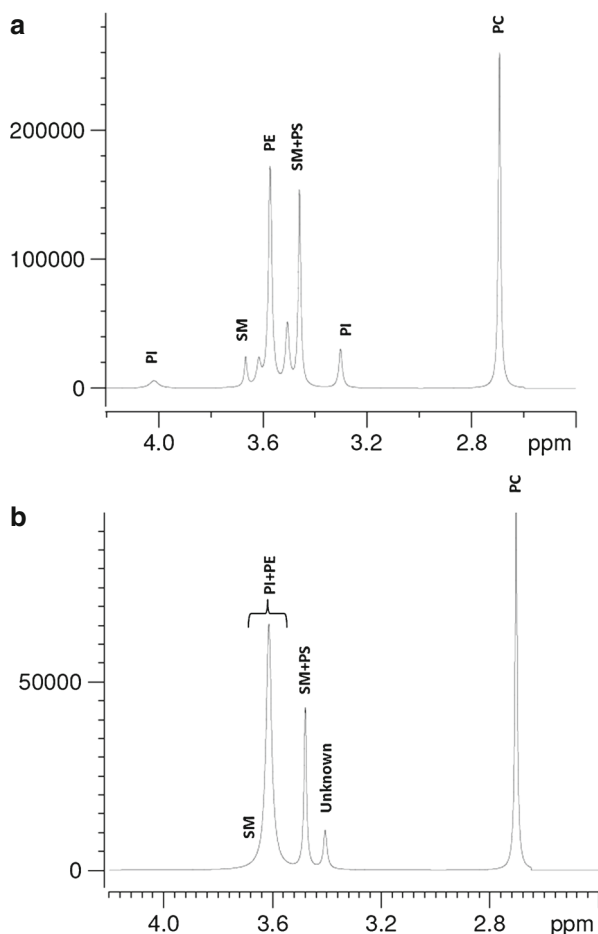 a
PC
200000
PE
SM+PS
100000
SM
PI
PI
0
4.0 3.6 3.2 2.8 ppm
b
PC
PI+PE
SM+PS
50000
Unknown
SM
0
4.0 3.6 3.2 2.8 ppm